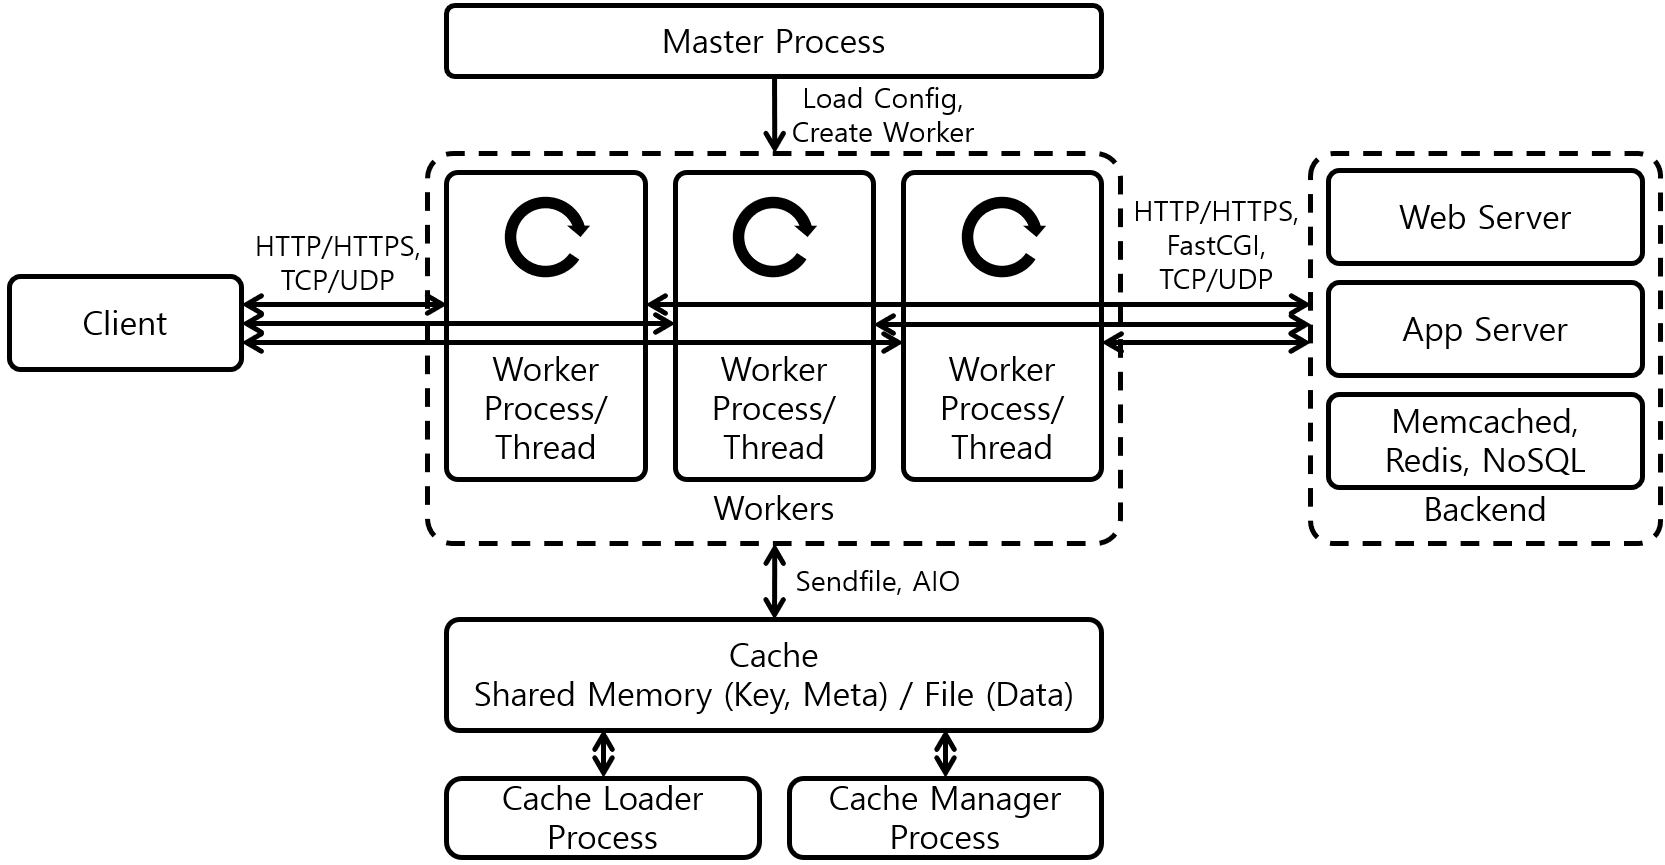 Master Process
Load Config,
Create Worker
HTTP/HTTPS,
TCP/UDP
Client
Worker
Process/
Thread
Worker
Process/
Thread
Worker
Process/
Thread
Workers
HTTP/HTTPS,
FastCGI,
TCP/UDP
Web Server
App Server
Memcached,
Redis, NoSQL
Backend
Sendfile, AIO
Cache
Shared Memory (Key, Meta) / File (Data)
Cache Loader
Process
Cache Manager
Process